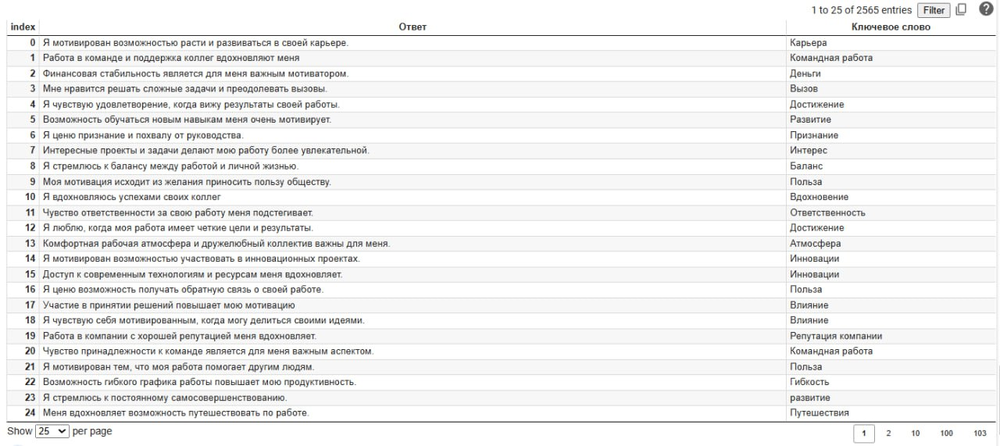 1 to 25 of 2565 entries Filter
index Ответ Ключевое слово
0 Я мотивирован возможностью расти и развиваться в своей карьере. Карьера
1 Работа в команде и поддержка коллег вдохновляют меня Командная работа
2 Финансовая стабильность является для меня важным мотиватором. Деньги
3 Мне нравится решать сложные задачи и преодолевать вызовы. Вызов
4 Я чувствую удовлетворение, когда вижу результаты своей работы. Достижение
5 Возможность обучаться новым навыкам меня очень мотивирует. Развитие
6 Я ценю признание и похвалу от руководства. Признание
7 Интересные проекты и задачи делают мою работу более увлекательной. Интерес
8 Я стремлюсь к балансу между работой и личной жизнью. Баланс
9 Моя мотивация исходит из желания приносить пользу обществу. Польза
10 Я вдохновляюсь успехами своих коллег Вдохновение
11 Чувство ответственности за свою работу меня подстегивает. Ответственность
12 Я люблю, когда моя работа имеет четкие цели и результаты. Достижение
13 Комфортная рабочая атмосфера и дружелюбный коллектив важны для меня. Атмосфера
14 Я мотивирован возможностью участвовать в инновационных проектах. Инновации
15 Доступ к современным технологиям и ресурсам меня вдохновляет. Инновации
16 Я ценю возможность получать обратную связь о своей работе. Польза
17 Участие в принятии решений повышает мою мотивацию Влияние
18 Я чувствую себя мотивированным, когда могу делиться своими идеями. Влияние
19 Работа в компании с хорошей репутацией меня вдохновляет. Репутация компании
20 Чувство принадлежности к команде является для меня важным аспектом. Командная работа
21 Я мотивирован тем, что моя работа помогает другим людям. Польза
22 Возможность гибкого графика работы повышает мою продуктивность. Гибкость
23 Я стремлюсь к постоянному самосовершенствованию. развитие
24 Меня вдохновляет возможность путешествовать по работе. Путешествия
Show 25 per page 1 2 10 100 103